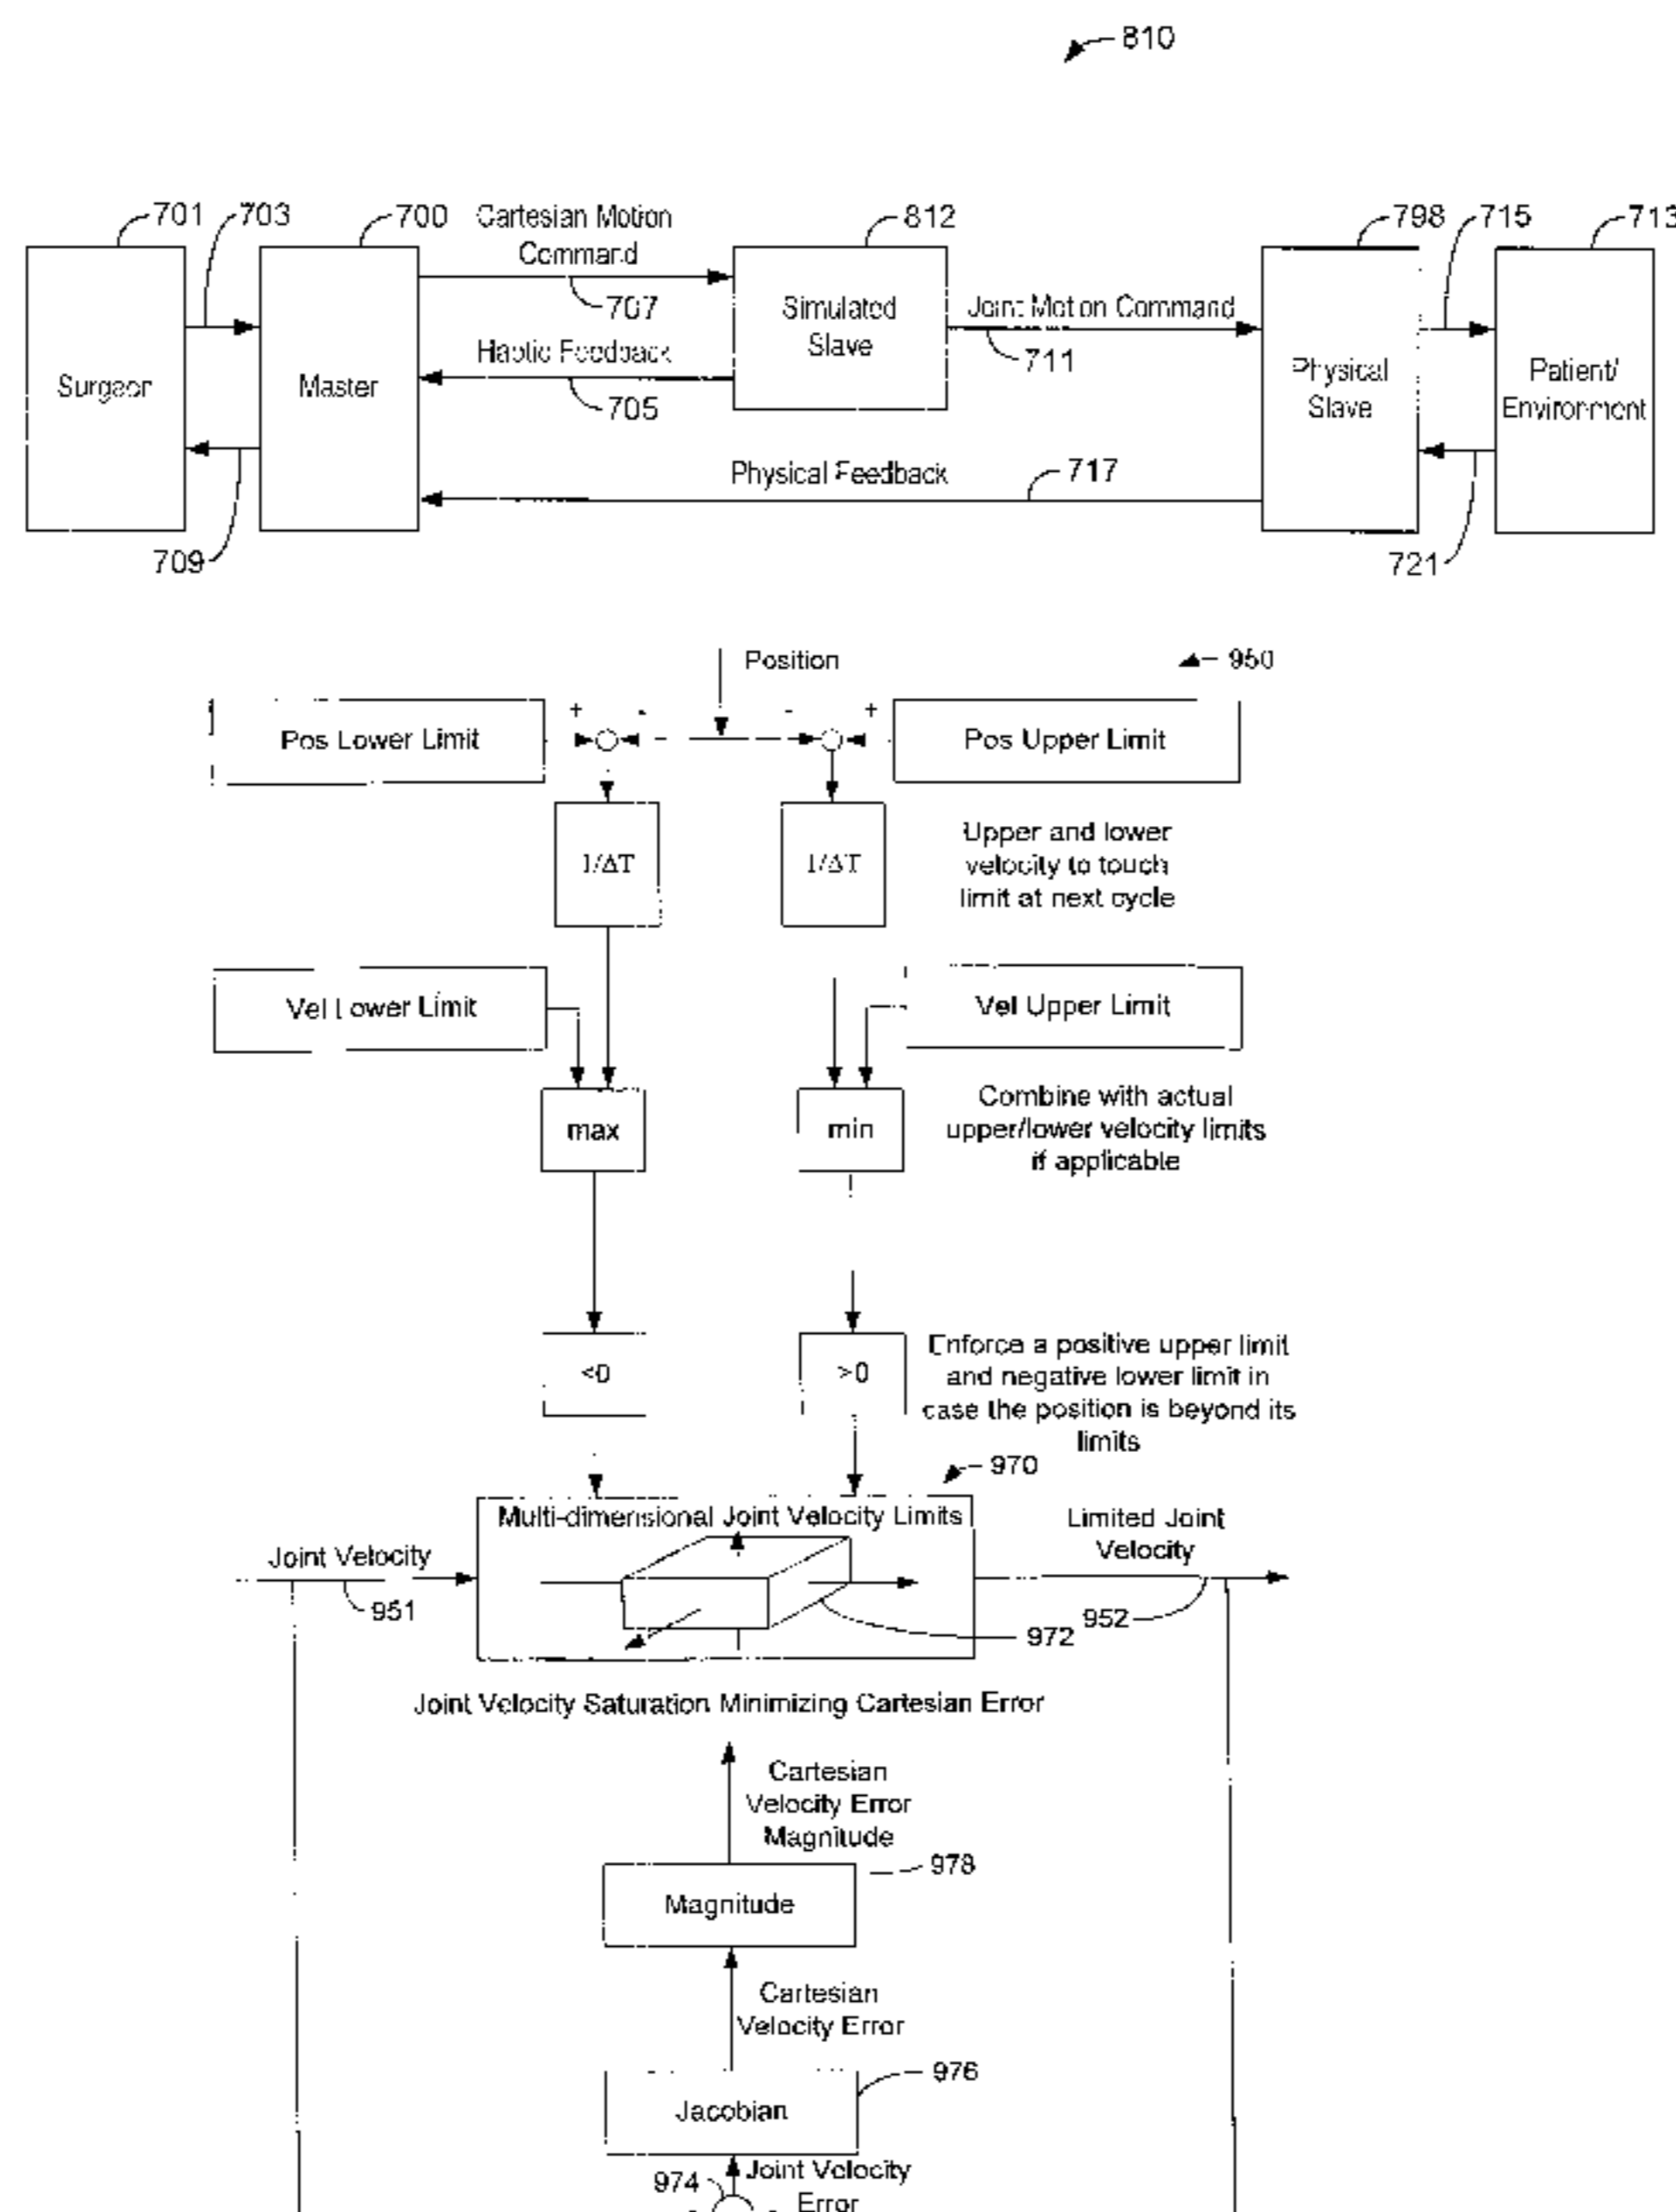 810
701
703
700
Cartesian Motion
Command
812
798
715
713
707
Simulated
Slave
Joint Motion Command
711
Haptic Feedback
705
Surgeon
Master
Physical
Slave
Patient/
Environment
Physical Feedback
717
709
721
Position
950
+
-
-
+
Pos Lower Limit
Pos Upper Limit
1/ΔT
1/ΔT
Upper and lower
velocity to touch
limit at next cycle
Vel Lower Limit
Vel Upper Limit
max
min
Combine with actual
upper/lower velocity limits
if applicable
<0
>0
Enforce a positive upper limit
and negative lower limit in
case the position is beyond its
limits
970
Multi-dimensional Joint Velocity Limits
Joint Velocity
951
Limited Joint
Velocity
952
972
Joint Velocity Saturation Minimizing Cartesian Error
Cartesian
Velocity Error
Magnitude
978
Magnitude
Cartesian
Velocity Error
976
Jacobian
974
Joint Velocity
Error